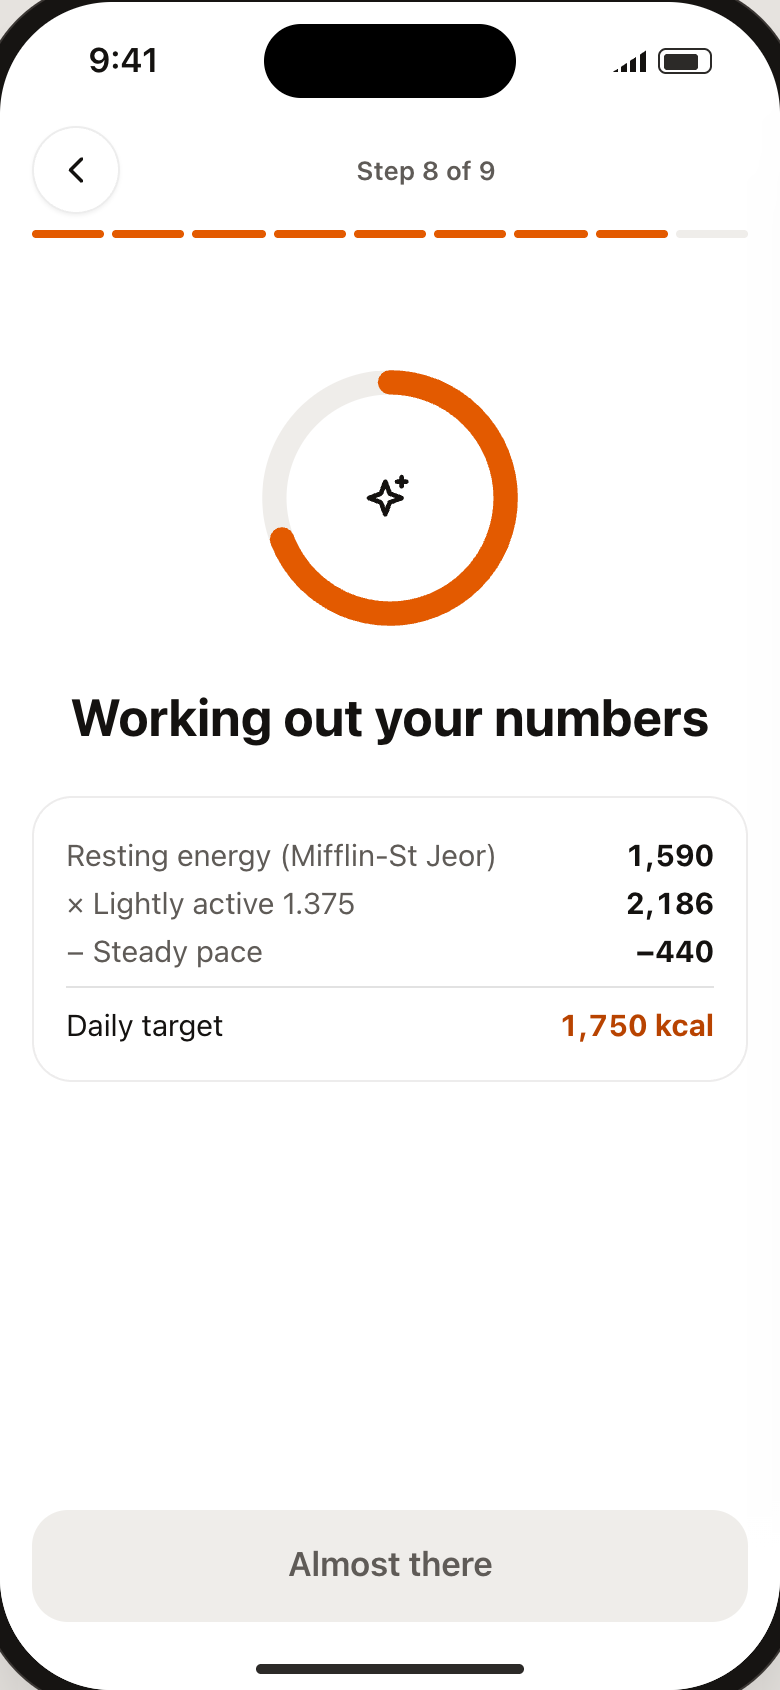 9:41
Step 8 of 9
Working out your numbers
Resting energy (Mifflin-St Jeor) 1,590
× Lightly active 1.375 2,186
– Steady pace –440
Daily target 1,750 kcal
Almost there